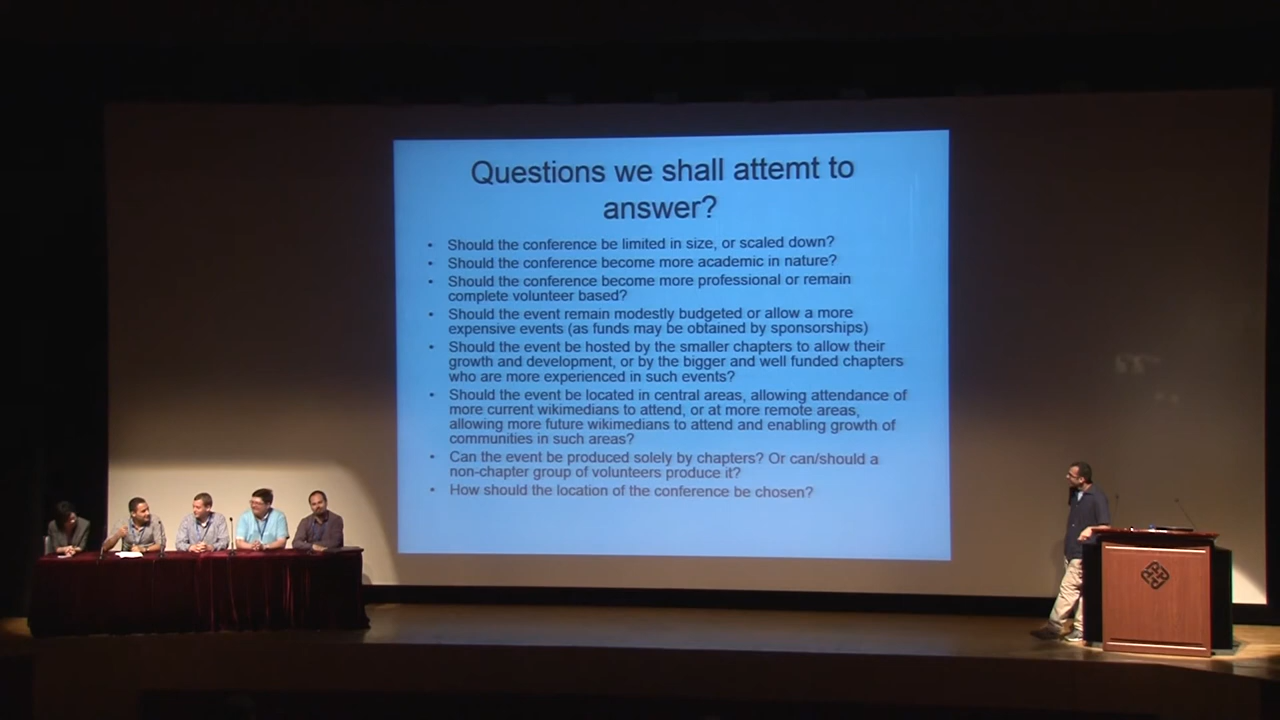 Questions we shall attemt to
answer?
• Should the conference be limited in size, or scaled down?
• Should the conference become more academic in nature?
• Should the conference become more professional or remain
complete volunteer based?
• Should the event remain modestly budgeted or allow a more
expensive events (as funds may be obtained by sponsorships)
• Should the event be hosted by the smaller chapters to allow their
growth and development, or by the bigger and well funded chapters
who are more experienced in such events?
• Should the event be located in central areas, allowing attendance of
more current wikimedians to attend, or at more remote areas,
allowing more future wikimedians to attend and enabling growth of
communities in such areas?
• Can the event be produced solely by chapters? Or can/should a
non-chapter group of volunteers produce it?
• How should the location of the conference be chosen?